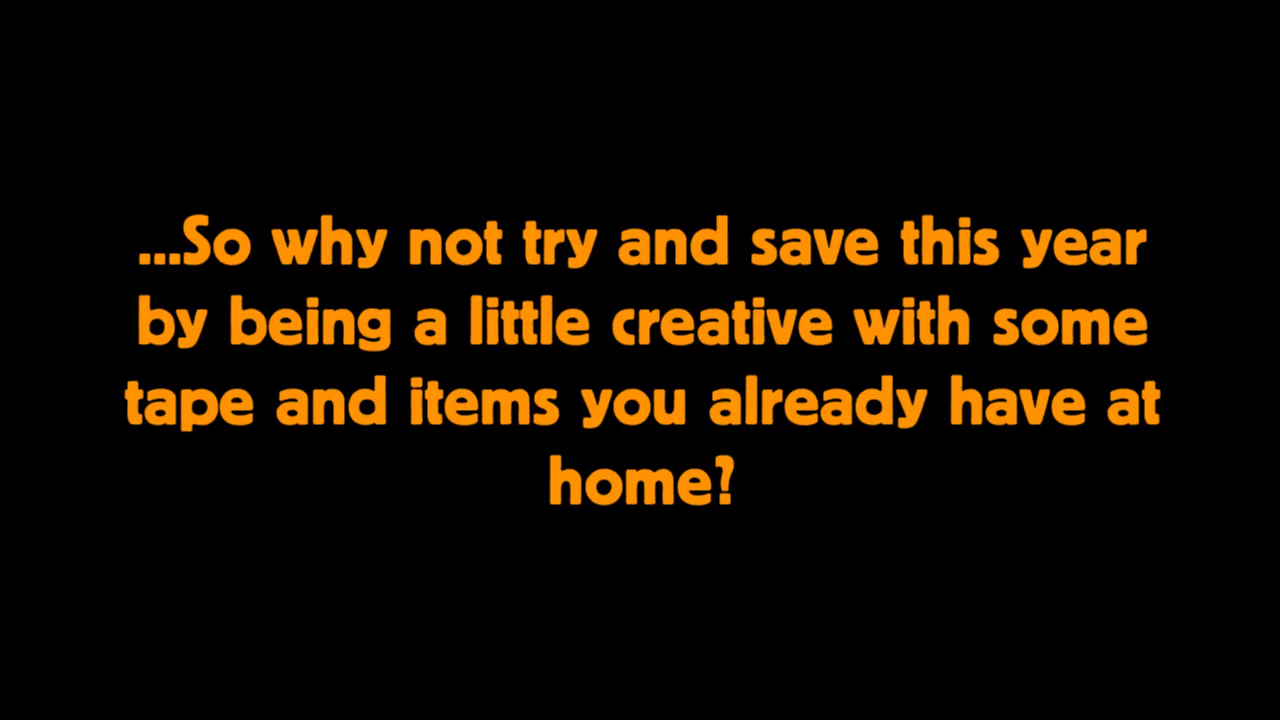 ...So why not try and save this year
by being a little creative with some
tape and items you already have at
home?